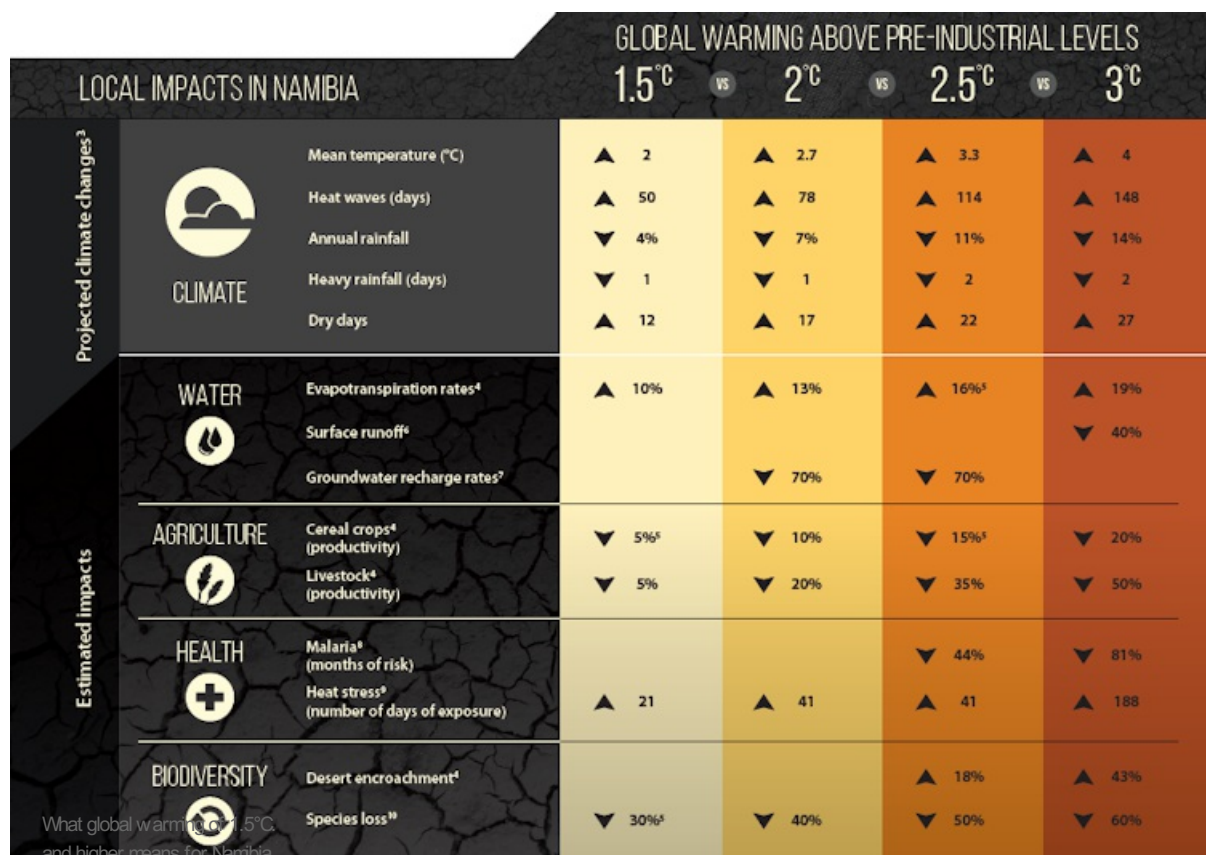 GLOBAL WARMING ABOVE PRE-INDUSTRIAL LEVELS
LOCAL IMPACTS IN NAMIBIA 1.5°C VS 2°C VS 2.5°C VS 3°C
Projected climate changes³
CLIMATE
Mean temperature (°C) ▲ 2 ▲ 2.7 ▲ 3.3 ▲ 4
Heat waves (days) ▲ 50 ▲ 78 ▲ 114 ▲ 148
Annual rainfall ▼ 4% ▼ 7% ▼ 11% ▼ 14%
Heavy rainfall (days) ▼ 1 ▼ 1 ▼ 2 ▼ 2
Dry days ▲ 12 ▲ 17 ▲ 22 ▲ 27
Estimated impacts
WATER
Evapotranspiration rates⁴ ▲ 10% ▲ 13% ▲ 16%⁵ ▲ 19%
Surface runoff⁶ ▼ 40%
Groundwater recharge rates⁷ ▼ 70% ▼ 70%
AGRICULTURE
Cereal crops⁴
(productivity) ▼ 5%⁵ ▼ 10% ▼ 15%⁵ ▼ 20%
Livestock⁴
(productivity) ▼ 5% ▼ 20% ▼ 35% ▼ 50%
HEALTH
Malaria⁸
(months of risk) ▼ 44% ▼ 81%
Heat stress⁹
(number of days of exposure) ▲ 21 ▲ 41 ▲ 41 ▲ 188
BIODIVERSITY
Desert encroachment⁴ ▲ 18% ▲ 43%
Species loss¹⁰ ▼ 30%⁵ ▼ 40% ▼ 50% ▼ 60%
What global warming of 1.5°C
and higher means for Namibia